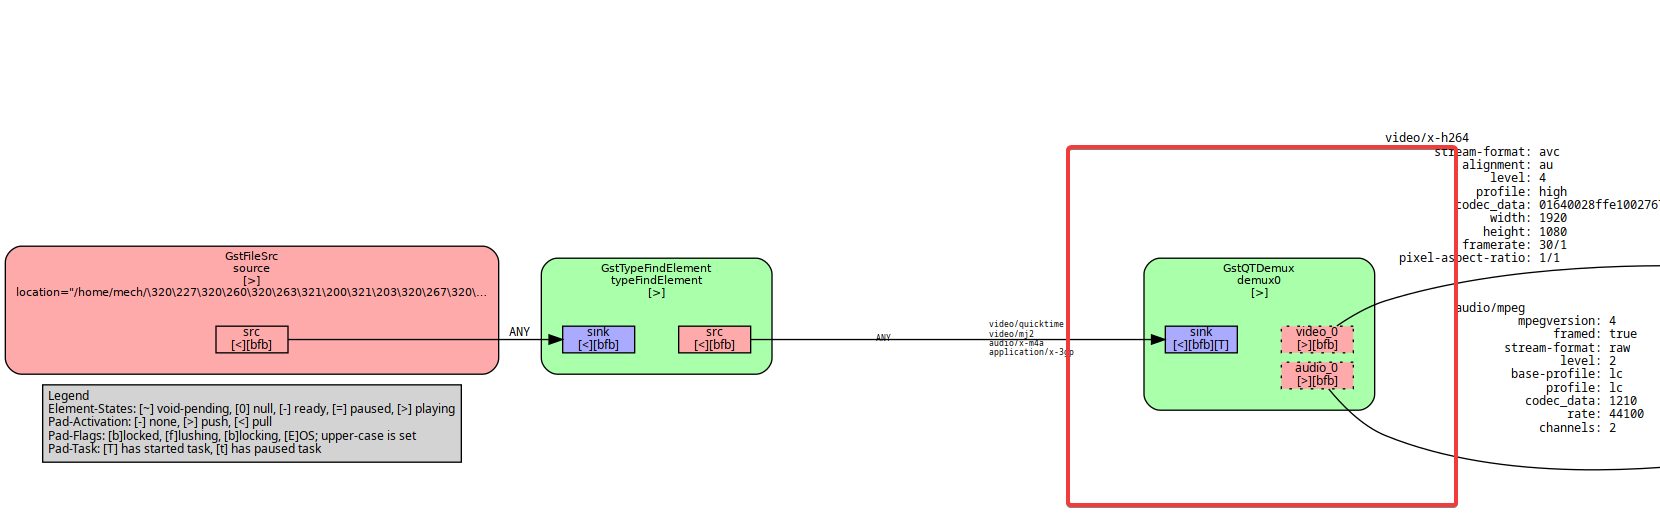 GstFileSrc
source
[>]
location="/home/mech/\320\227\320\260\320\263\321\200\321\203\320\267\320\...
src
[<][bfb]
ANY
GstTypeFindElement
typeFindElement
[>]
sink
[<][bfb]
src
[<][bfb]
ANY
video/quicktime
video/mj2
audio/x-m4a
application/x-3gp
GstQTDemux
demux0
[>]
sink
[<][bfb][T]
video_0
[>][bfb]
audio_0
[>][bfb]
video/x-h264
stream-format: avc
alignment: au
level: 4
profile: high
codec_data: 01640028ffe1002767
width: 1920
height: 1080
framerate: 30/1
pixel-aspect-ratio: 1/1
audio/mpeg
mpegversion: 4
framed: true
stream-format: raw
level: 2
base-profile: lc
profile: lc
codec_data: 1210
rate: 44100
channels: 2
Legend
Element-States: [~] void-pending, [0] null, [-] ready, [=] paused, [>] playing
Pad-Activation: [-] none, [>] push, [<] pull
Pad-Flags: [b]locked, [f]lushing, [b]locking, [E]OS; upper-case is set
Pad-Task: [T] has started task, [t] has paused task